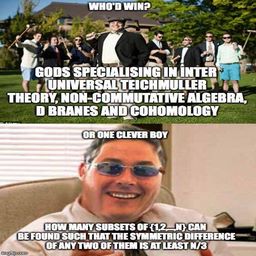 WHO'D WIN?
GODS SPECIALISING IN INTER
UNIVERSAL TEICHMULLER
THEORY, NON-COMMUTATIVE ALGEBRA,
D BRANES AND COHOMOLOGY
OR ONE CLEVER BOY
HOW MANY SUBSETS OF {1,2,...,N} CAN
BE FOUND SUCH THAT THE SYMMETRIC DIFFERENCE
OF ANY TWO OF THEM IS AT LEAST N/3
imgflip.com